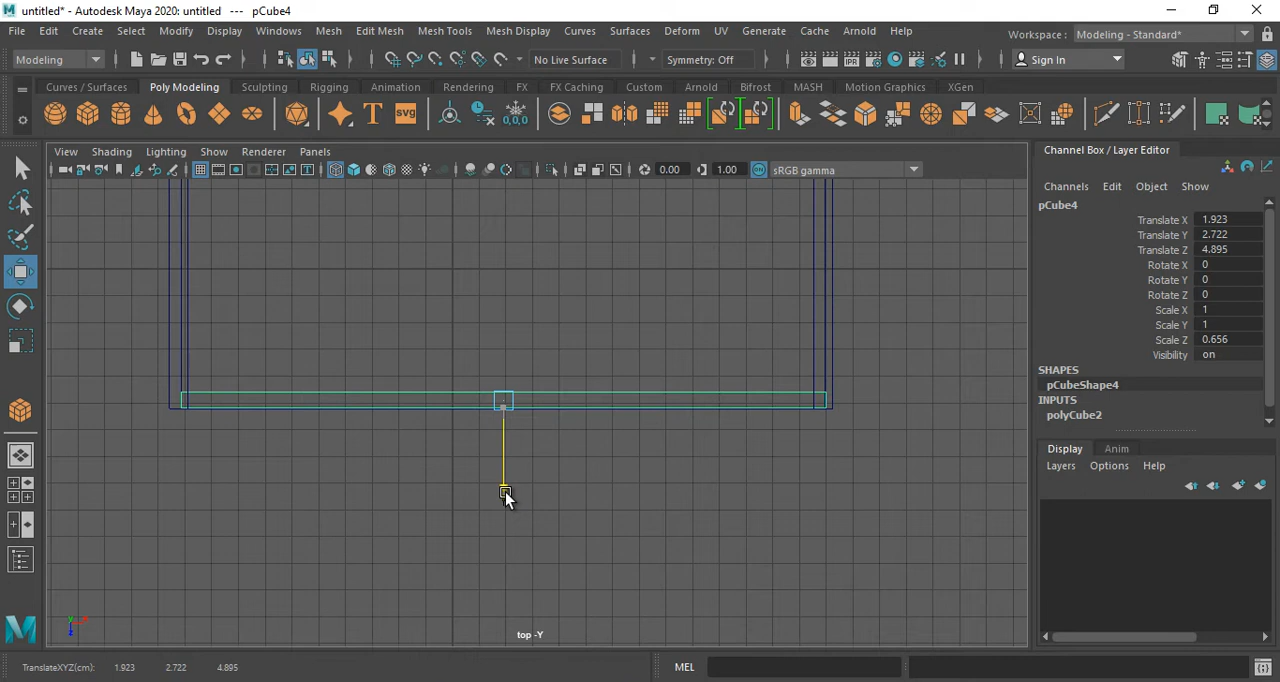 untitled* - Autodesk Maya 2020: untitled --- pCube4
File Edit Create Select Modify Display Windows Mesh Edit Mesh Mesh Tools Mesh Display Curves Surfaces Deform UV Generate Cache Arnold Help Workspace : Modeling - Standard*
Modeling No Live Surface Symmetry: Off Sign In
Curves / Surfaces Poly Modeling Sculpting Rigging Animation Rendering FX FX Caching Custom Arnold Bifrost MASH Motion Graphics XGen
T SVG 0,0,0
View Shading Lighting Show Renderer Panels
0.00 1.00 ON sRGB gamma
Channel Box / Layer Editor
Channels Edit Object Show
pCube4
Translate X 1.923
Translate Y 2.722
Translate Z 4.895
Rotate X 0
Rotate Y 0
Rotate Z 0
Scale X 1
Scale Y 1
Scale Z 0.656
Visibility on
SHAPES
pCubeShape4
INPUTS
polyCube2
Display Anim
Layers Options Help
top -Y
TranslateXYZ(cm): 1.923 2.722 4.895
MEL